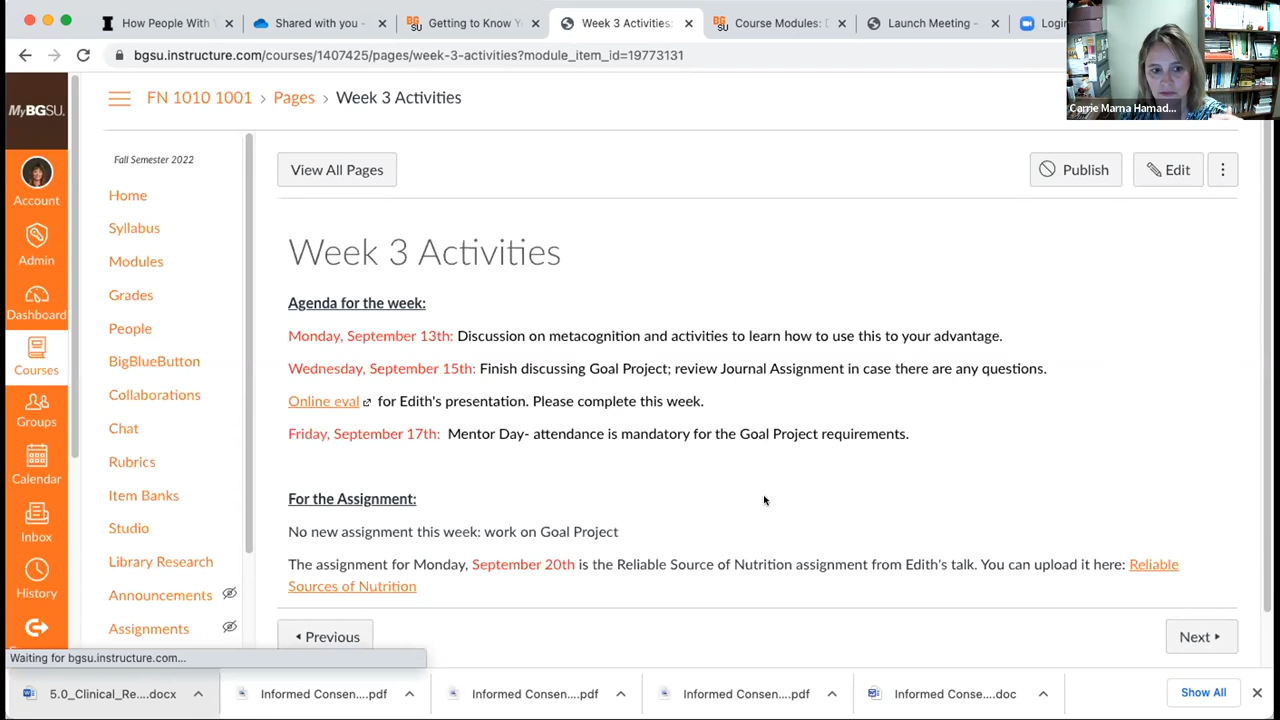 How People With
Shared with you -
Getting to Know Y
Week 3 Activities:
Course Modules: D
Launch Meeting -
Login
bgsu.instructure.com/courses/1407425/pages/week-3-activities?module_item_id=19773131
Carrie Marna Hamad...
MyBGSU.
FN 1010 1001 > Pages > Week 3 Activities
Account
Admin
Dashboard
Courses
Groups
Calendar
Inbox
History
Fall Semester 2022
Home
Syllabus
Modules
Grades
People
BigBlueButton
Collaborations
Chat
Rubrics
Item Banks
Studio
Library Research
Announcements
Assignments
View All Pages
Publish
Edit
Week 3 Activities
Agenda for the week:
Monday, September 13th: Discussion on metacognition and activities to learn how to use this to your advantage.
Wednesday, September 15th: Finish discussing Goal Project; review Journal Assignment in case there are any questions.
Online eval for Edith's presentation. Please complete this week.
Friday, September 17th: Mentor Day- attendance is mandatory for the Goal Project requirements.
For the Assignment:
No new assignment this week: work on Goal Project
The assignment for Monday, September 20th is the Reliable Source of Nutrition assignment from Edith's talk. You can upload it here: Reliable
Sources of Nutrition
Previous
Next
Waiting for bgsu.instructure.com...
5.0_Clinical_Re....docx
Informed Consen....pdf
Informed Consen....pdf
Informed Consen....pdf
Informed Conse....doc
Show All